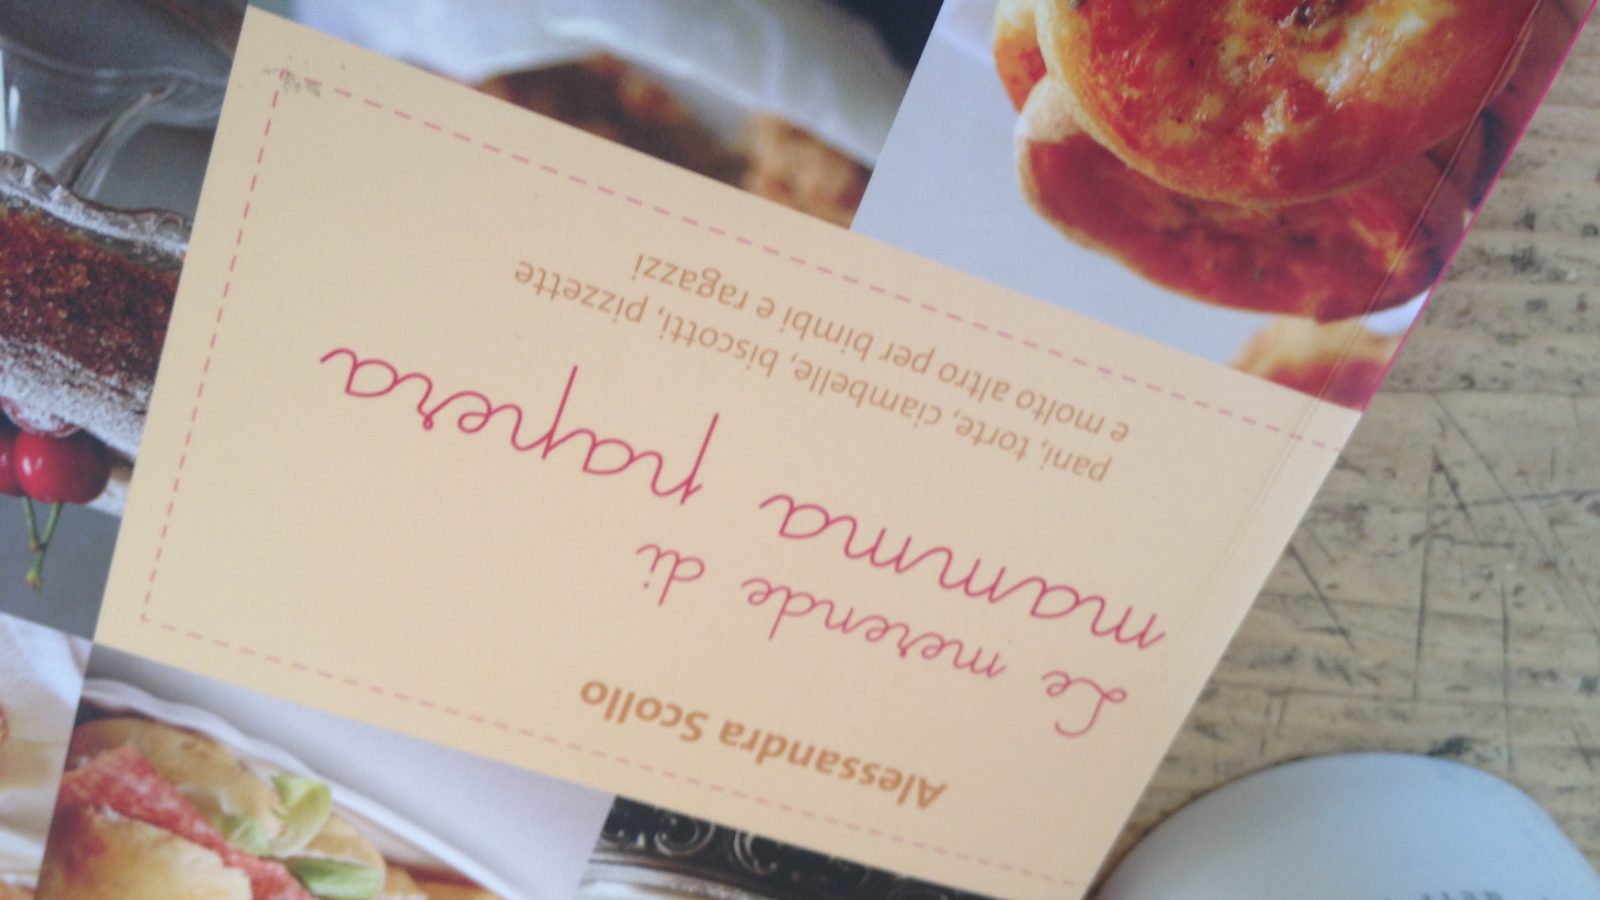 Alessandra Scollo
Le merende di
mamma papera
pani, torte, ciambelle, biscotti, pizzette
e molto altro per bimbi e ragazzi